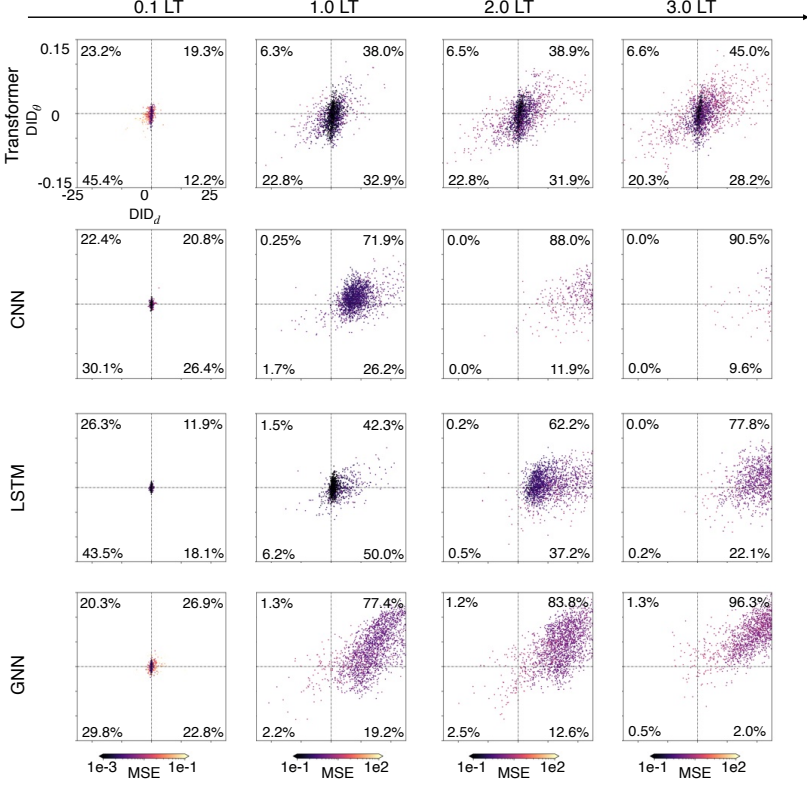 0.1 LT 1.0 LT 2.0 LT 3.0 LT
Transformer
DIDθ
0.15
0
-0.15
-25 0 25
DIDd
23.2% 19.3%
45.4% 12.2%
6.3% 38.0%
22.8% 32.9%
6.5% 38.9%
22.8% 31.9%
6.6% 45.0%
20.3% 28.2%
CNN
22.4% 20.8%
30.1% 26.4%
0.25% 71.9%
1.7% 26.2%
0.0% 88.0%
0.0% 11.9%
0.0% 90.5%
0.0% 9.6%
LSTM
26.3% 11.9%
43.5% 18.1%
1.5% 42.3%
6.2% 50.0%
0.2% 62.2%
0.5% 37.2%
0.0% 77.8%
0.2% 22.1%
GNN
20.3% 26.9%
29.8% 22.8%
1.3% 77.4%
2.2% 19.2%
1.2% 83.8%
2.5% 12.6%
1.3% 96.3%
0.5% 2.0%
1e-3 MSE 1e-1
1e-1 MSE 1e2
1e-1 MSE 1e2
1e-1 MSE 1e2